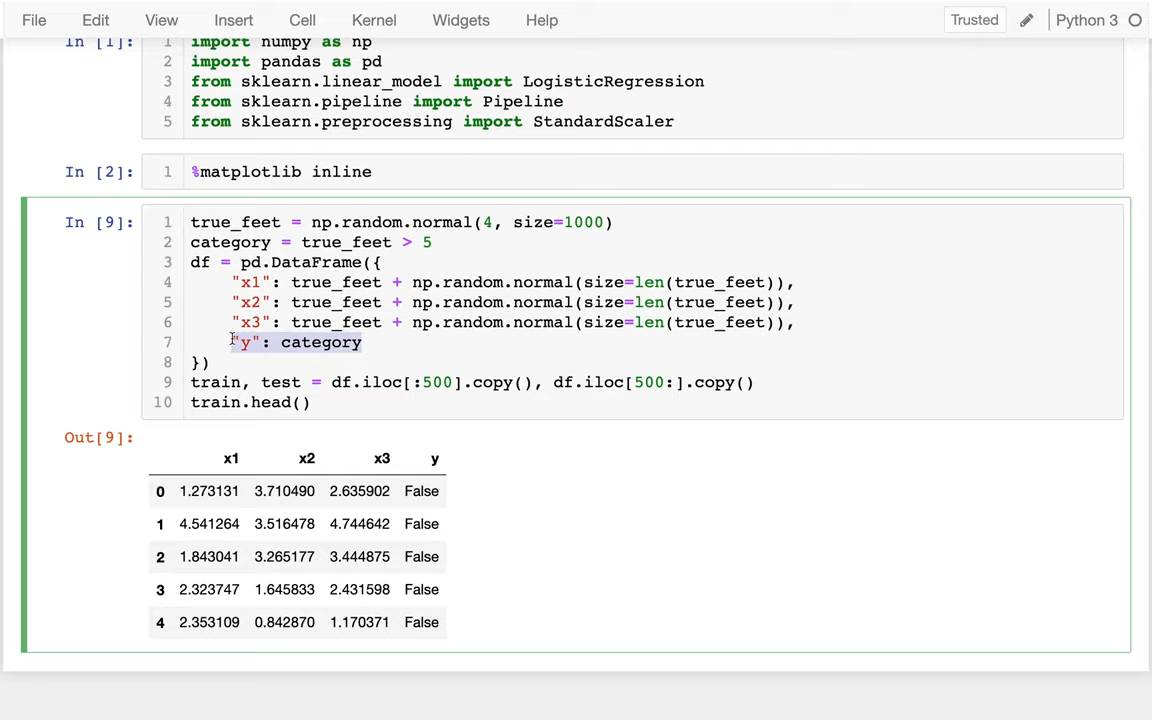 File Edit View Insert Cell Kernel Widgets Help Trusted Python 3
In [1]: 1 import numpy as np
2 import pandas as pd
3 from sklearn.linear_model import LogisticRegression
4 from sklearn.pipeline import Pipeline
5 from sklearn.preprocessing import StandardScaler
In [2]: 1 %matplotlib inline
In [9]: 1 true_feet = np.random.normal(4, size=1000)
2 category = true_feet > 5
3 df = pd.DataFrame({
4 "x1": true_feet + np.random.normal(size=len(true_feet)),
5 "x2": true_feet + np.random.normal(size=len(true_feet)),
6 "x3": true_feet + np.random.normal(size=len(true_feet)),
7 "y": category
8 })
9 train, test = df.iloc[:500].copy(), df.iloc[500:].copy()
10 train.head()
Out[9]:
x1 x2 x3 y
0 1.273131 3.710490 2.635902 False
1 4.541264 3.516478 4.744642 False
2 1.843041 3.265177 3.444875 False
3 2.323747 1.645833 2.431598 False
4 2.353109 0.842870 1.170371 False